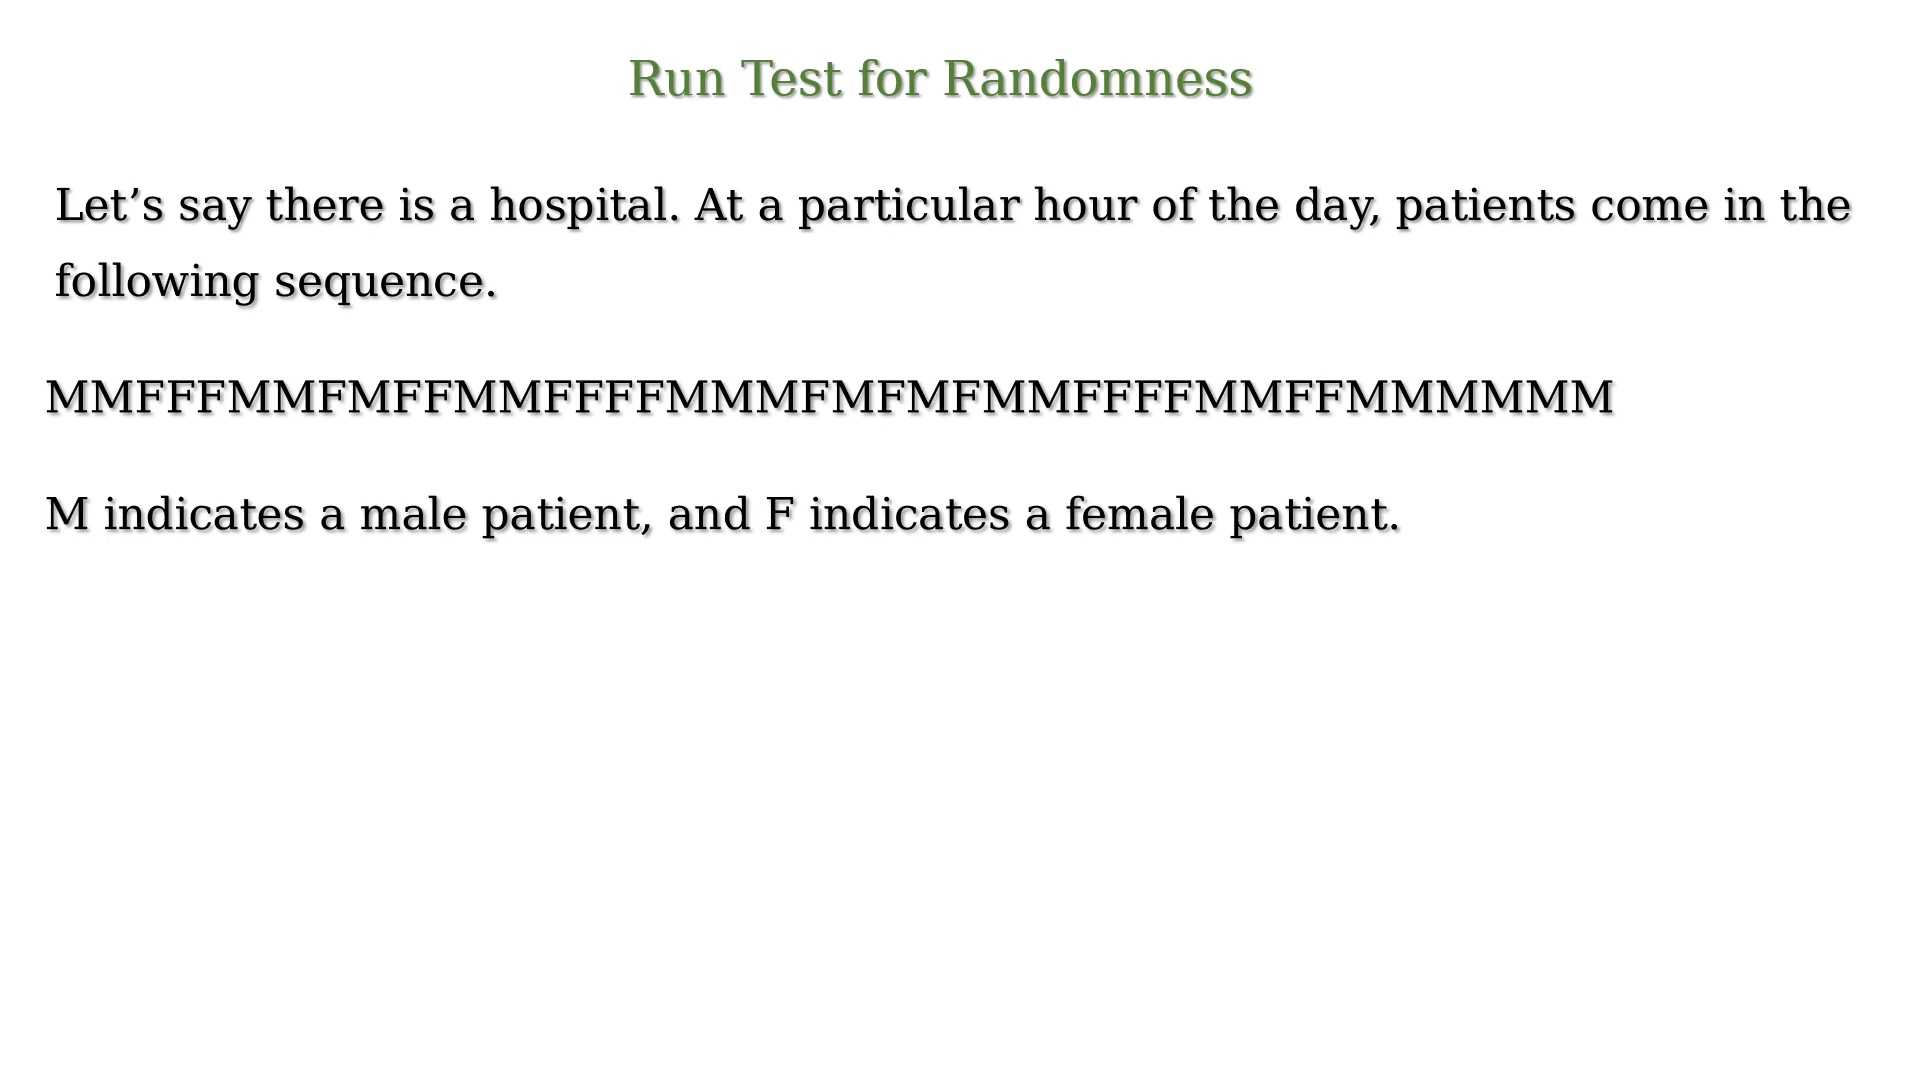 Run Test for Randomness
Let’s say there is a hospital. At a particular hour of the day, patients come in the
following sequence.
MMFFFMMFMFFMMFFFFMMMFMFMFMMFFFFMMFFMMMMMM
M indicates a male patient, and F indicates a female patient.